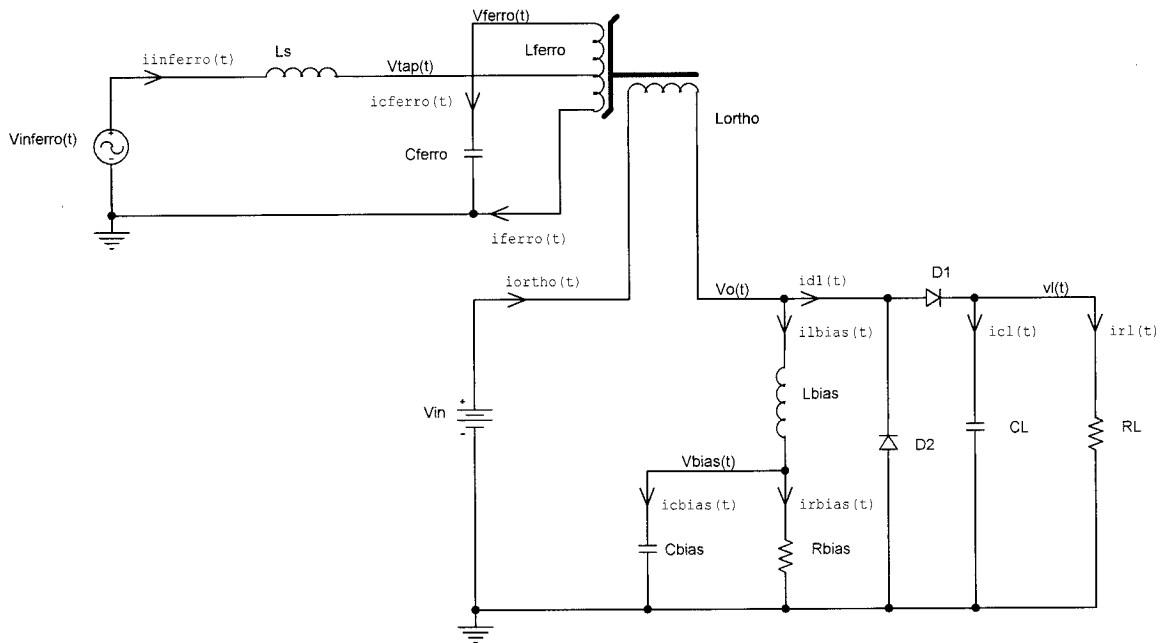 Vferro(t)
Lferro
Ls
iinferro(t)
Vtap(t)
icferro(t)
Lortho
Vinferro(t)
+
-
Cferro
iferro(t)
iortho(t)
Vo(t)
id1(t)
D1
vl(t)
ilbias(t)
icl(t)
irl(t)
Lbias
Vin
+
-
D2
CL
RL
Vbias(t)
icbias(t)
irbias(t)
Cbias
Rbias